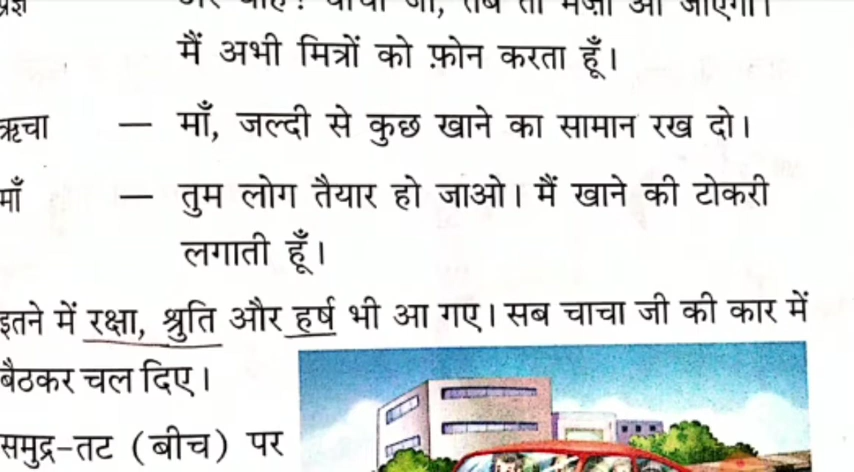 मैं अभी मित्रों को फ़ोन करता हूँ।
ऋचा — माँ, जल्दी से कुछ खाने का सामान रख दो।
माँ — तुम लोग तैयार हो जाओ। मैं खाने की टोकरी
लगाती हूँ।
इतने में रक्षा, श्रुति और हर्ष भी आ गए। सब चाचा जी की कार में
बैठकर चल दिए।
समुद्र-तट (बीच) पर